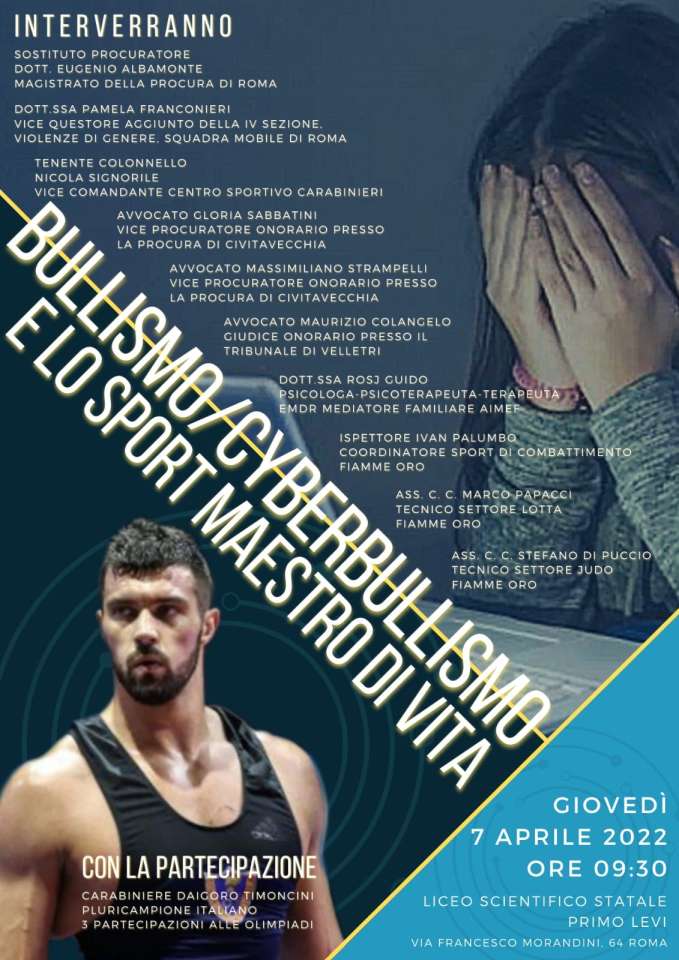 INTERVERRANNO
SOSTITUTO PROCURATORE
DOTT. EUGENIO ALBAMONTE
MAGISTRATO DELLA PROCURA DI ROMA
DOTT.SSA PAMELA FRANCONIERI
VICE QUESTORE AGGIUNTO DELLA IV SEZIONE,
VIOLENZE DI GENERE, SQUADRA MOBILE DI ROMA
TENENTE COLONNELLO
NICOLA SIGNORILE
VICE COMANDANTE CENTRO SPORTIVO CARABINIERI
AVVOCATO GLORIA SABBATINI
VICE PROCURATORE ONORARIO PRESSO
LA PROCURA DI CIVITAVECCHIA
AVVOCATO MASSIMILIANO STRAMPELLI
VICE PROCURATORE ONORARIO PRESSO
LA PROCURA DI CIVITAVECCHIA
AVVOCATO MAURIZIO COLANGELO
GIUDICE ONORARIO PRESSO IL
TRIBUNALE DI VELLETRI
DOTT.SSA ROSJ GUIDO
PSICOLOGA-PSICOTERAPEUTA-TERAPEUTA
EMDR MEDIATORE FAMILIARE AIMEF
ISPETTORE IVAN PALUMBO
COORDINATORE SPORT DI COMBATTIMENTO
FIAMME ORO
ASS. C. C. MARCO PAPACCI
TECNICO SETTORE LOTTA
FIAMME ORO
ASS. C. C. STEFANO DI PUCCIO
TECNICO SETTORE JUDO
FIAMME ORO
BULLISMO/CYBERBULLISMO
E LO SPORT MAESTRO DI VITA
CON LA PARTECIPAZIONE
CARABINIERE DAIGORO TIMONCINI
PLURICAMPIONE ITALIANO
3 PARTECIPAZIONI ALLE OLIMPIADI
GIOVEDÌ
7 APRILE 2022
ORE 09:30
LICEO SCIENTIFICO STATALE
PRIMO LEVI
VIA FRANCESCO MORANDINI, 64 ROMA